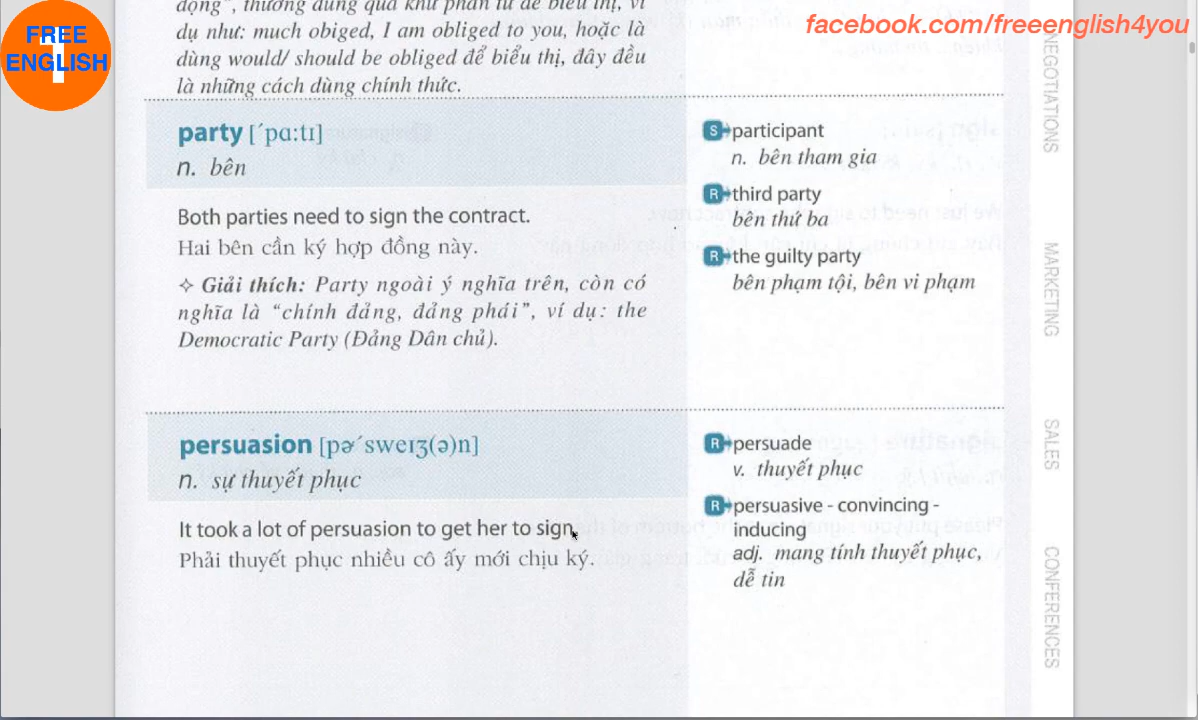 FREE
1
ENGLISH
facebook.com/freeenglish4you
động”, thường dùng quá khứ phân từ để biểu thị, ví
dụ như: much obiged, I am obliged to you, hoặc là
dùng would/ should be obliged để biểu thị, đây đều
là những cách dùng chính thức.
party [ˊpɑːtɪ]
n. bên
Both parties need to sign the contract.
Hai bên cần ký hợp đồng này.
✧ Giải thích: Party ngoài ý nghĩa trên, còn có
nghĩa là “chính đảng, đảng phái”, ví dụ: the
Democratic Party (Đảng Dân chủ).
S participant
n. bên tham gia
R third party
bên thứ ba
R the guilty party
bên phạm tội, bên vi phạm
persuasion [pɚˊsweɪʒ(ə)n]
n. sự thuyết phục
It took a lot of persuasion to get her to sign.
Phải thuyết phục nhiều cô ấy mới chịu ký.
R persuade
v. thuyết phục
R persuasive - convincing -
inducing
adj. mang tính thuyết phục,
dễ tin
NEGOTIATIONS
MARKETING
SALES
CONFERENCES